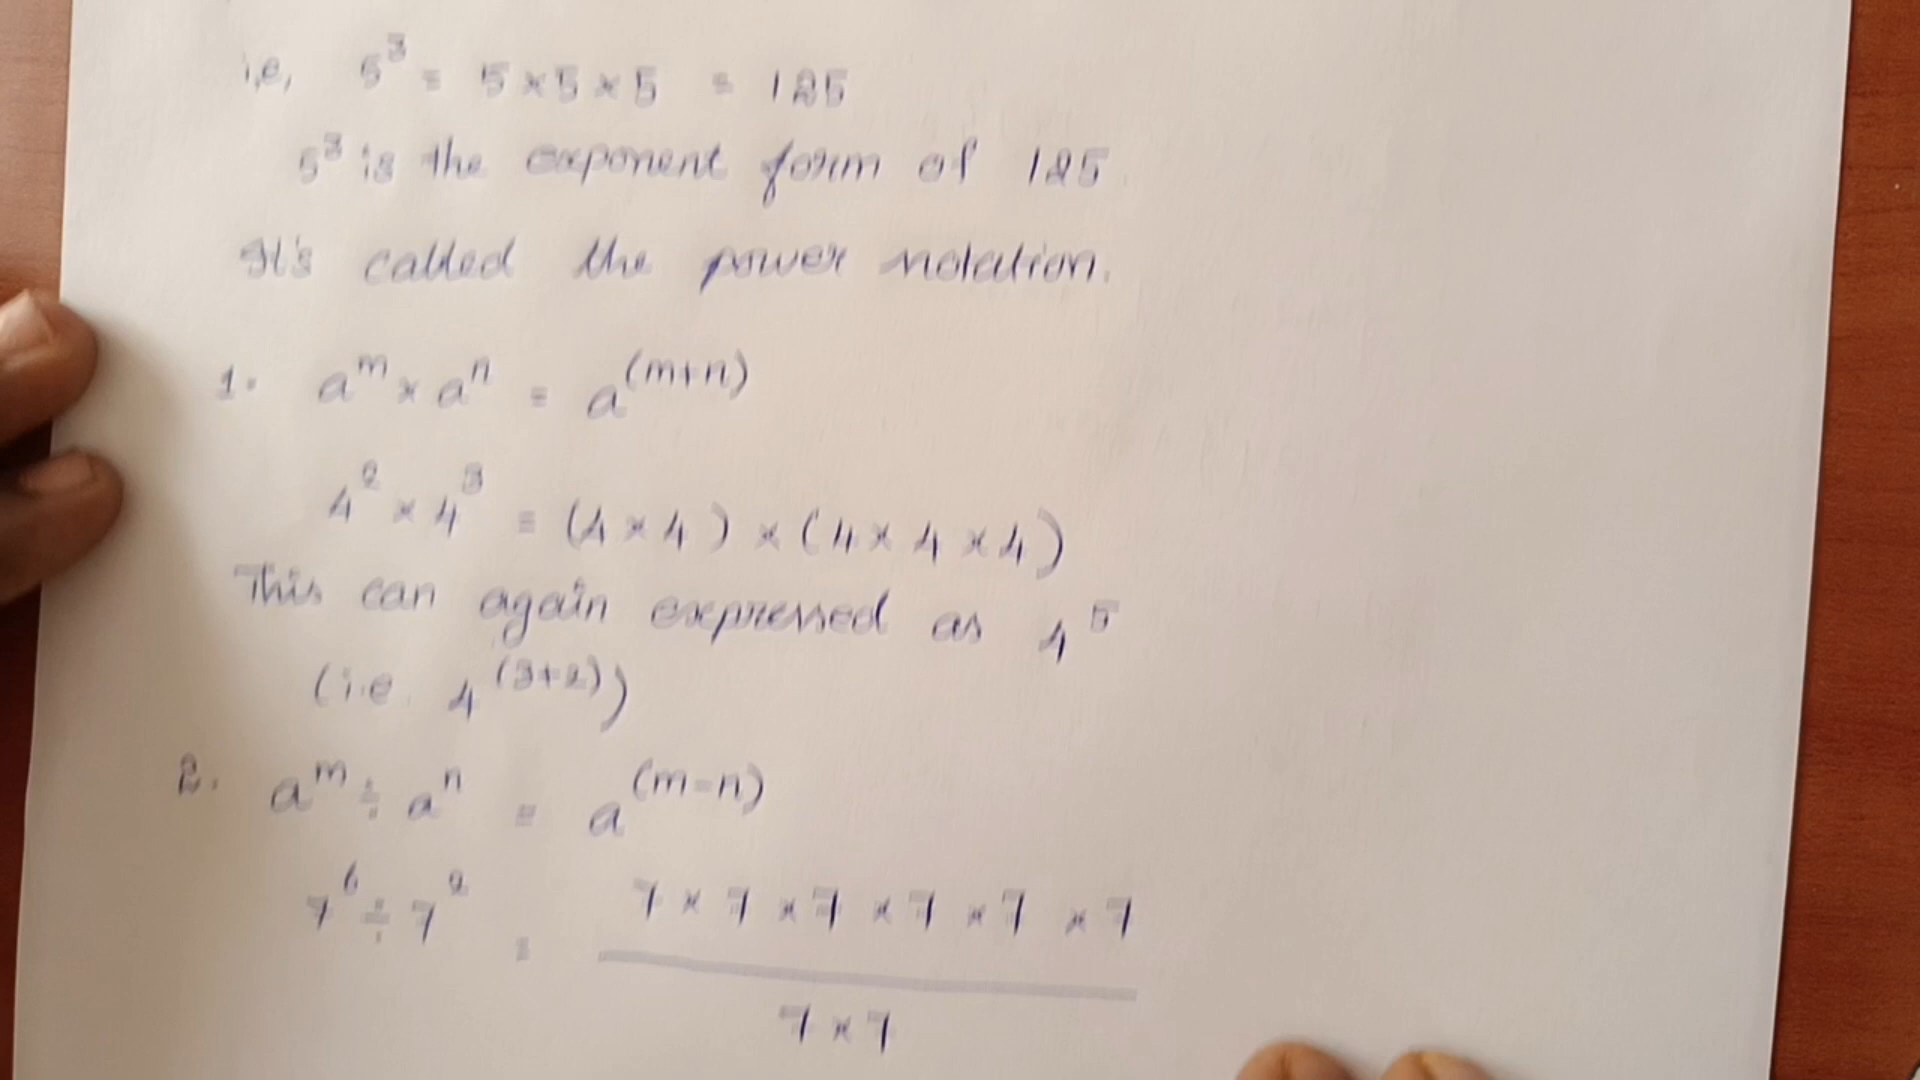 i.e, 5³ = 5 × 5 × 5 = 125
5³ is the exponent form of 125
It's called the power notation.
1. aᵐ × aⁿ = a⁽ᵐ⁺ⁿ⁾
4² × 4³ = (4 × 4) × (4 × 4 × 4)
This can again expressed as 4⁵
(i.e. 4⁽³⁺²⁾)
2. aᵐ ÷ aⁿ = a⁽ᵐ⁻ⁿ⁾
7⁶ ÷ 7² = 7 × 7 × 7 × 7 × 7 × 7
7 × 7